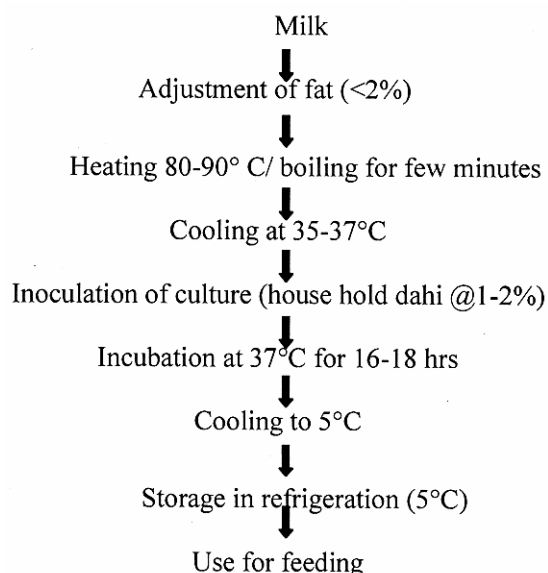 Milk
Adjustment of fat (<2%)
Heating 80-90° C/ boiling for few minutes
Cooling at 35-37°C
Inoculation of culture (house hold dahi @1-2%)
Incubation at 37°C for 16-18 hrs
Cooling to 5°C
Storage in refrigeration (5°C)
Use for feeding